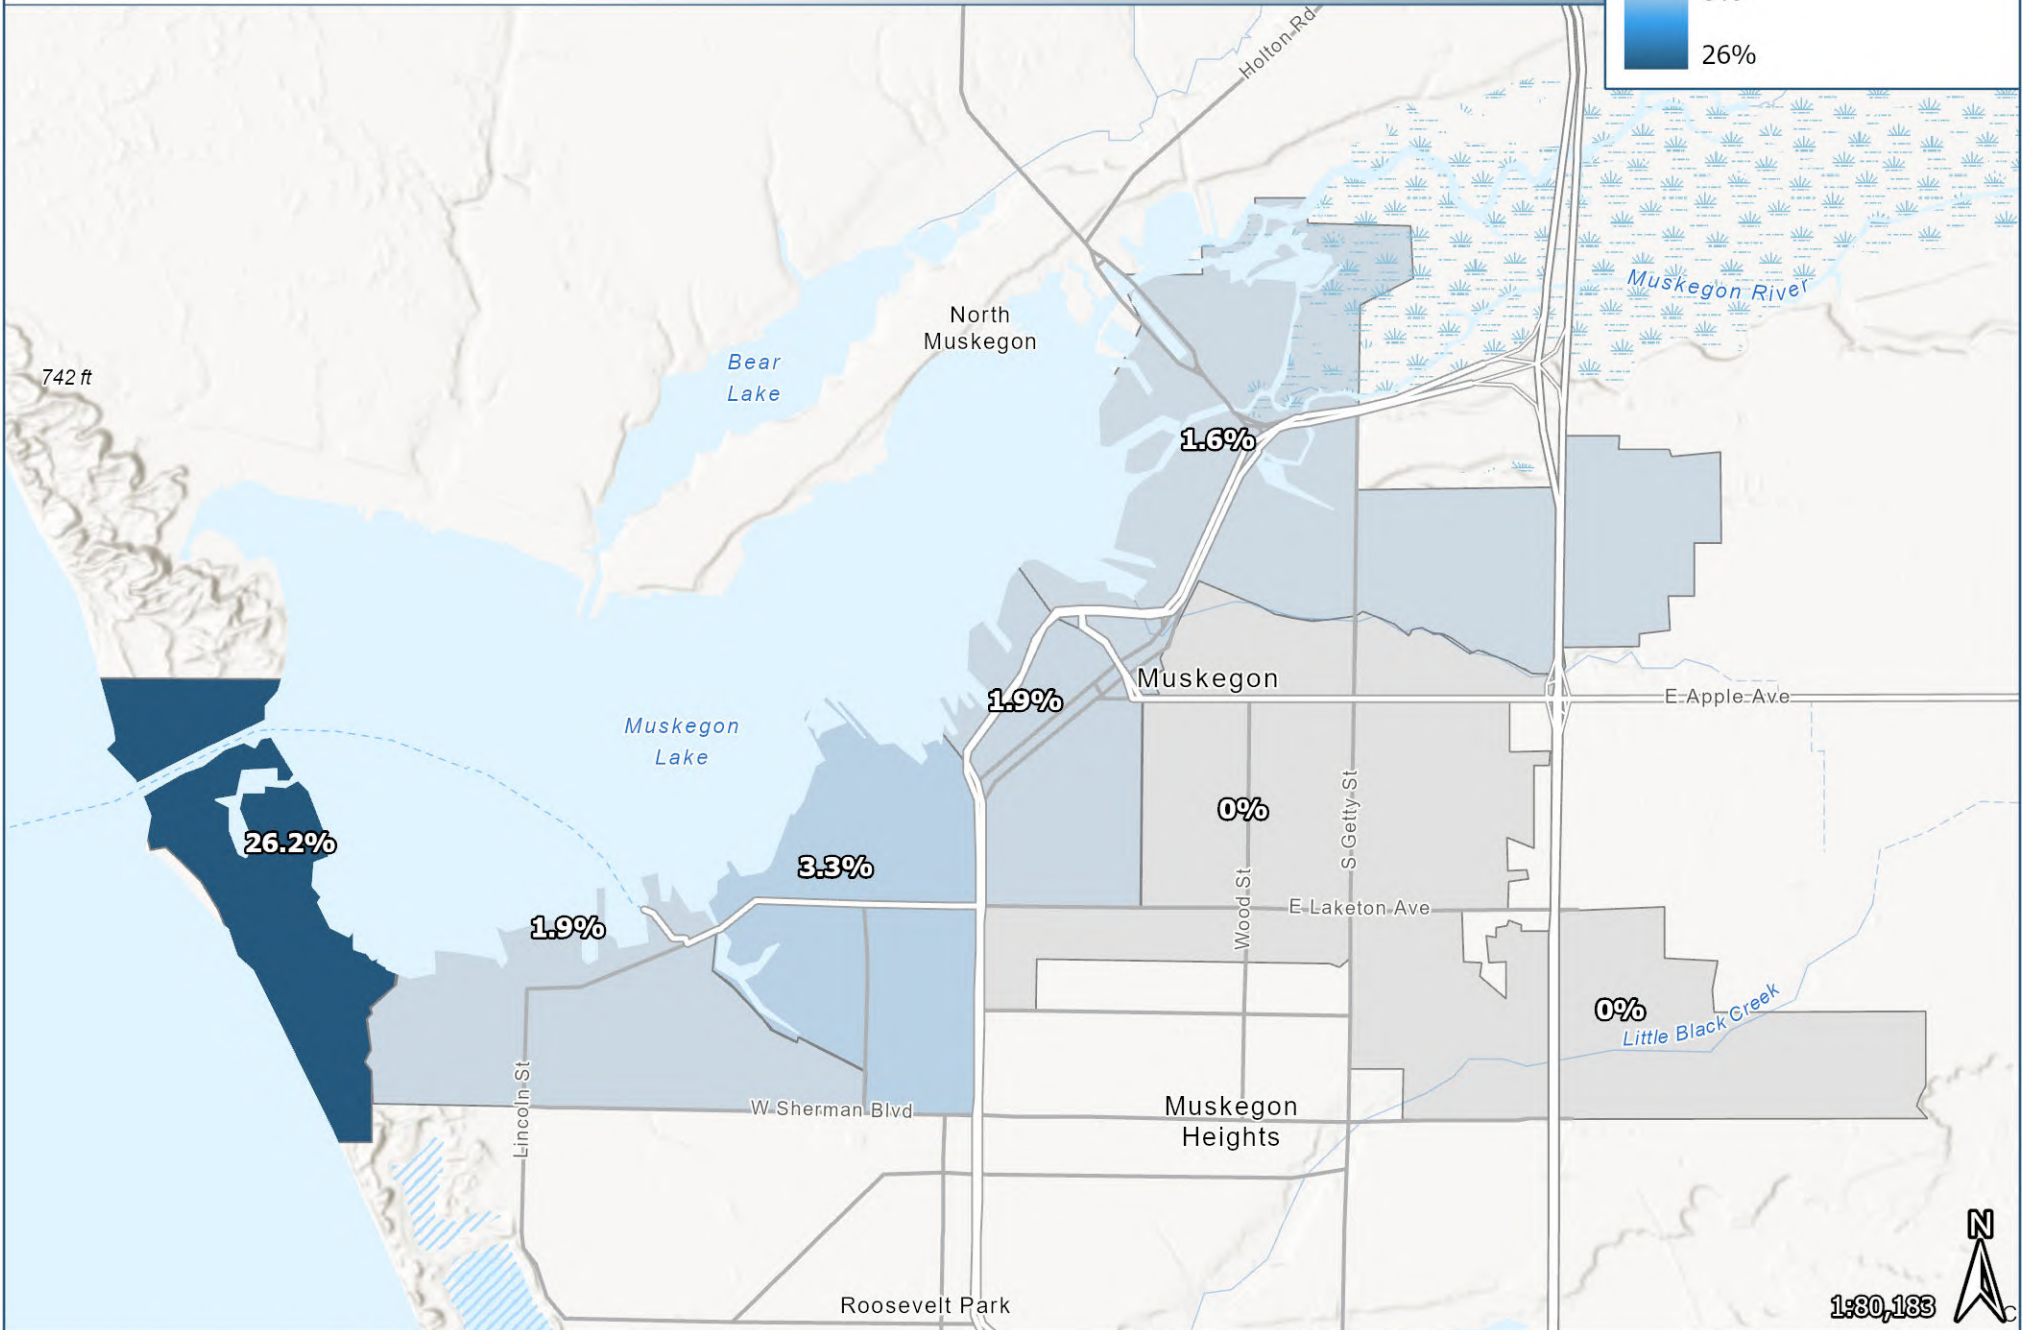 26%
Holton Rd
Muskegon River
North
Muskegon
Bear
Lake
742 ft
1.6%
Muskegon
1.9%
E Apple Ave
Muskegon
Lake
26.2%
3.3%
0%
S Getty St
1.9%
Wood St
E Laketon Ave
0%
Little Black Creek
Lincoln St
W Sherman Blvd
Muskegon
Heights
Roosevelt Park
N
1:80,183
C